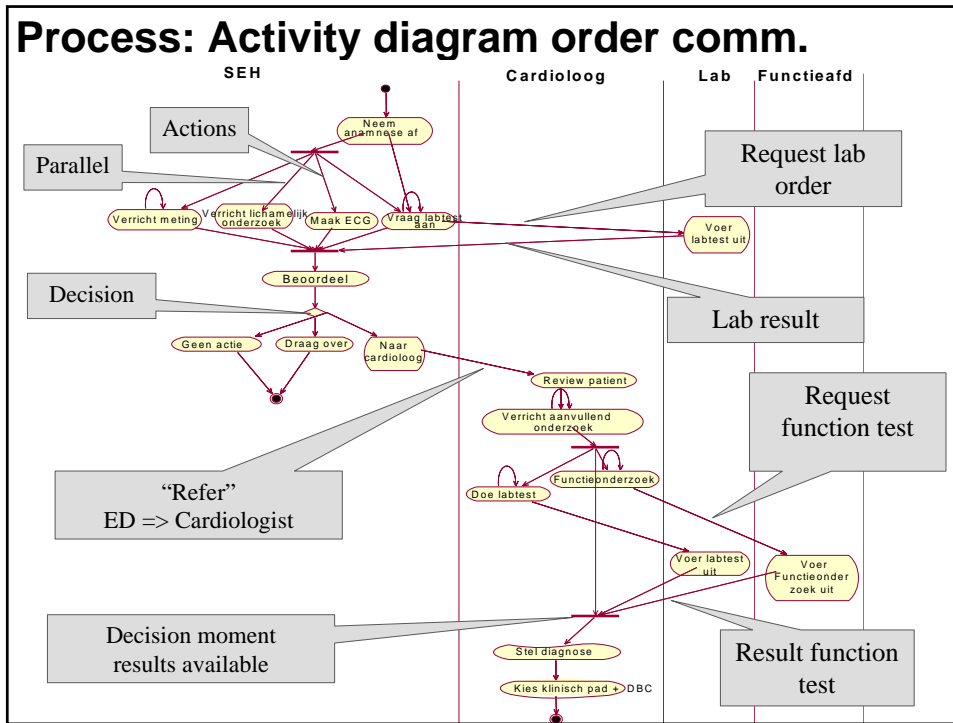 Process: Activity diagram order comm.
SEH
Cardioloog
Lab
Functieafd
Actions
Parallel
Neem
anamnese af
Request lab
order
Verricht meting
Verricht lichamelijk
onderzoek
Maak ECG
Vraag labtest
aan
Voer
labtest uit
Beoordeel
Decision
Lab result
Geen actie
Draag over
Naar
cardioloog
Review patient
Request
function test
Verricht aanvullend
onderzoek
“Refer”
ED => Cardiologist
Doe labtest
Functieonderzoek
Voer labtest
uit
Voer
Functieonder
zoek uit
Decision moment
results available
Result function
test
Stel diagnose
Kies klinisch pad + DBC